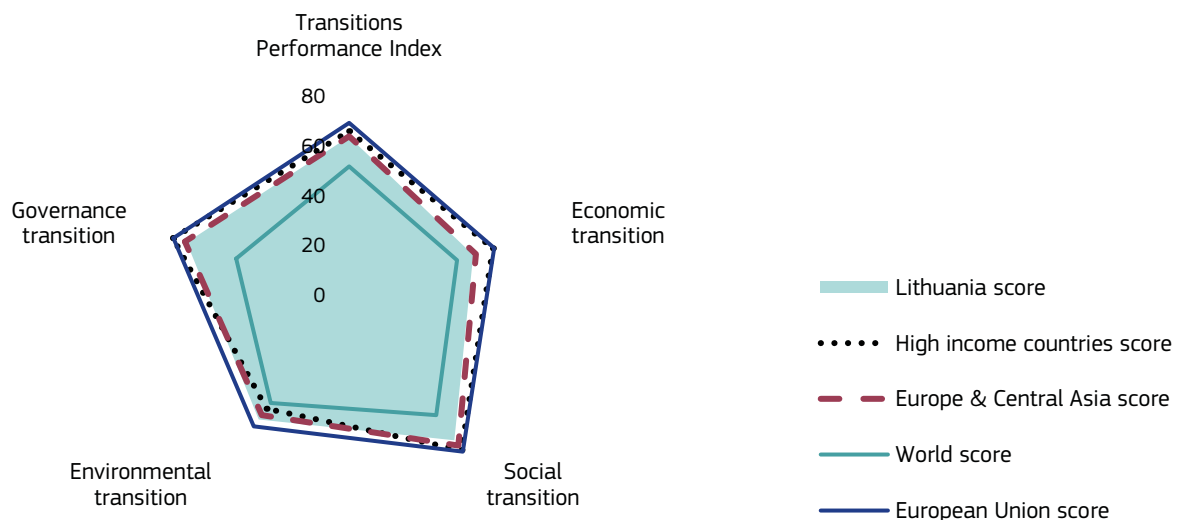 Transitions
Performance Index
80
60
40
20
0
Governance
transition
Economic
transition
Environmental
transition
Social
transition
Lithuania score
High income countries score
Europe & Central Asia score
World score
European Union score